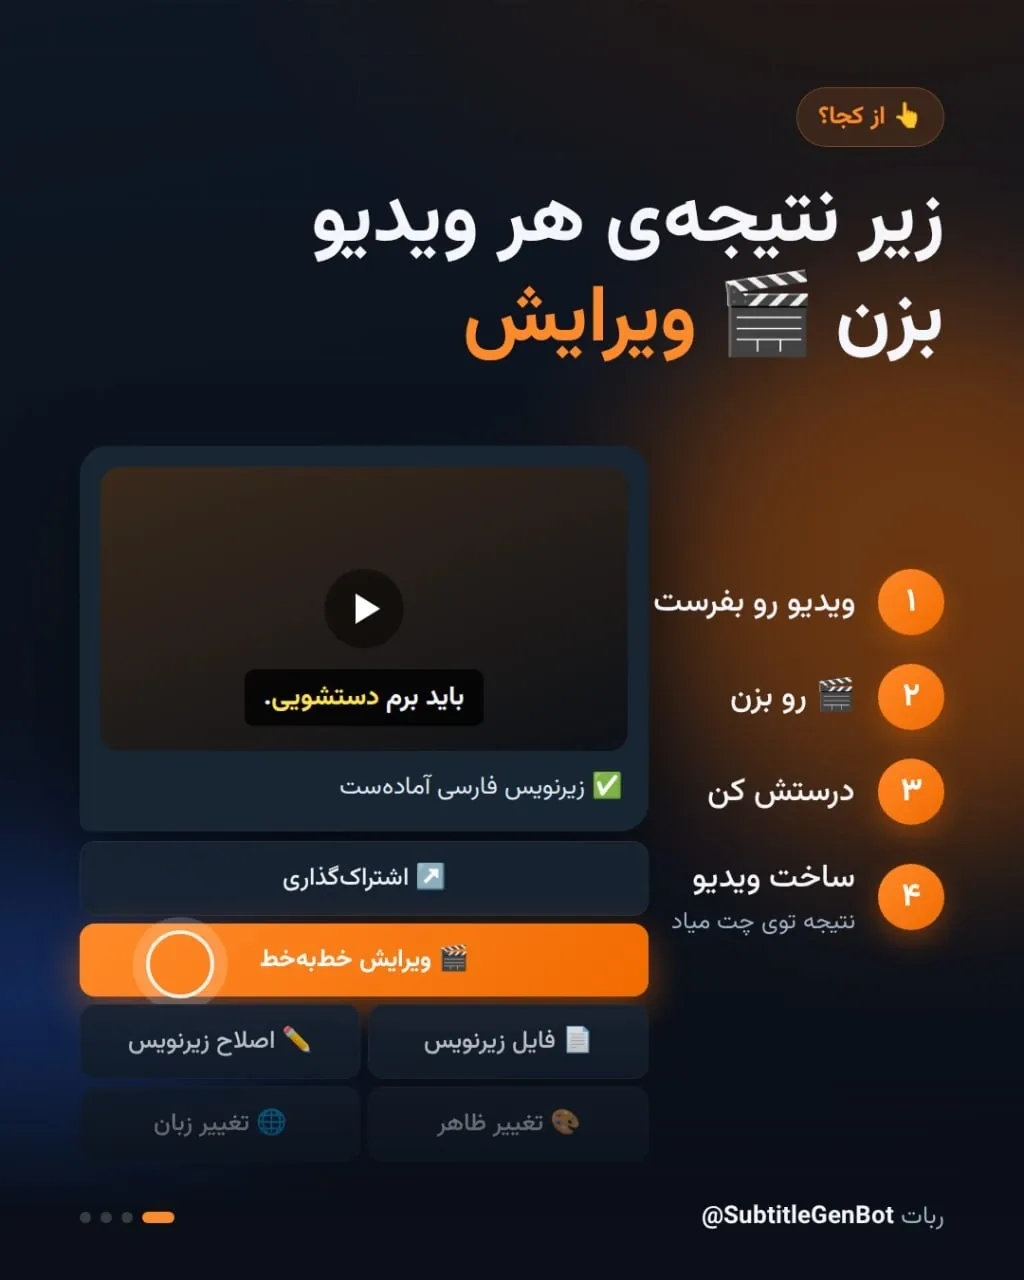 👆 از کجا؟
زیر نتیجه‌ی هر ویدیو
بزن 🎬 ویرایش
۱ ویدیو رو بفرست
۲ 🎬 رو بزن
۳ درستش کن
۴ ساخت ویدیو
نتیجه توی چت میاد
باید برم دستشویی.
✅ زیرنویس فارسی آماده‌ست
↗️ اشتراک‌گذاری
🎬 ویرایش خط‌به‌خط
📄 فایل زیرنویس
✏️ اصلاح زیرنویس
🎨 تغییر ظاهر
🌐 تغییر زبان
ربات @SubtitleGenBot